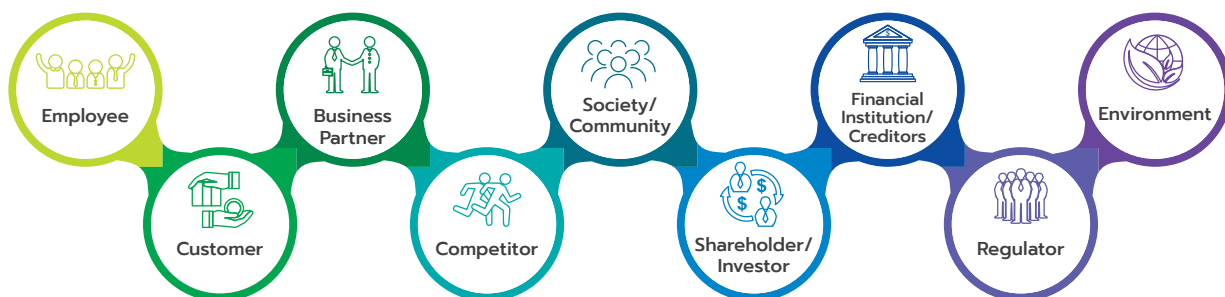 Employee
Customer
Business
Partner
Competitor
Society/
Community
$
$
Shareholder/
Investor
Financial
Institution/
Creditors
Regulator
Environment